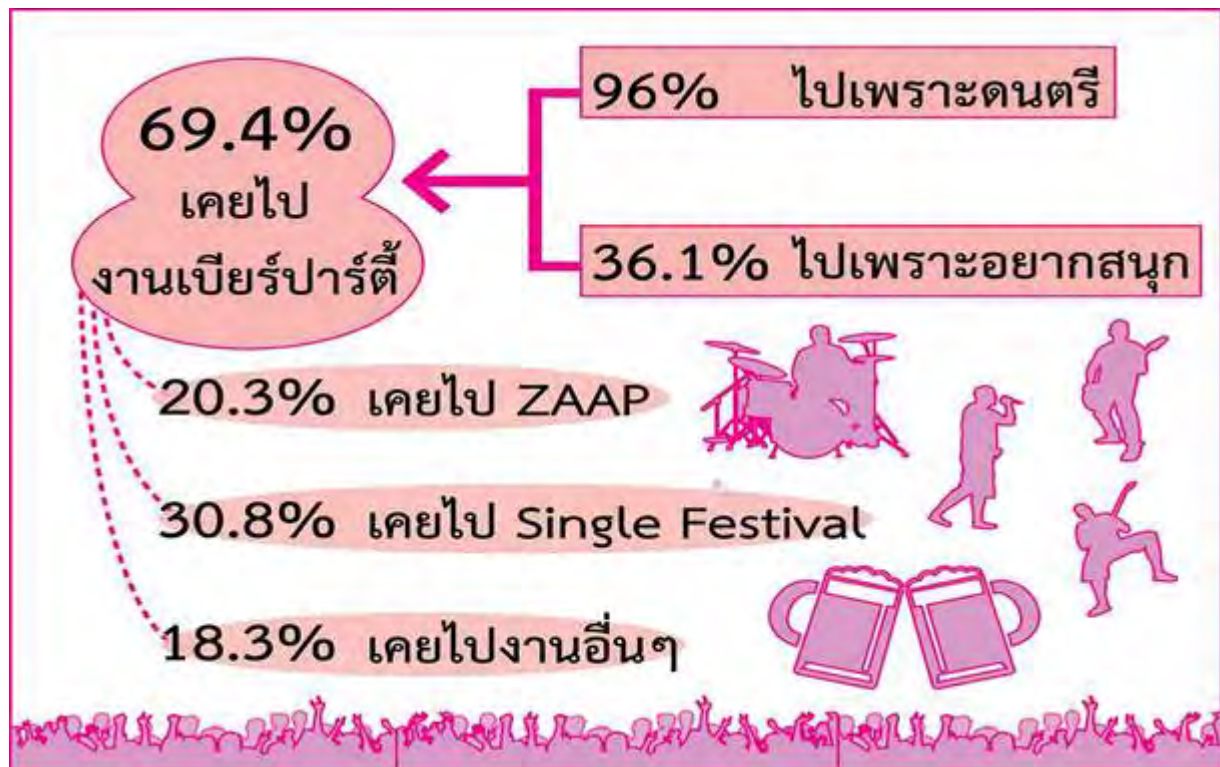 69.4%
เคยไป
งานเบียร์ปาร์ตี้
96% ไปเพราะดนตรี
36.1% ไปเพราะอยากสนุก
20.3% เคยไป ZAAP
30.8% เคยไป Single Festival
18.3% เคยไปงานอื่นๆ